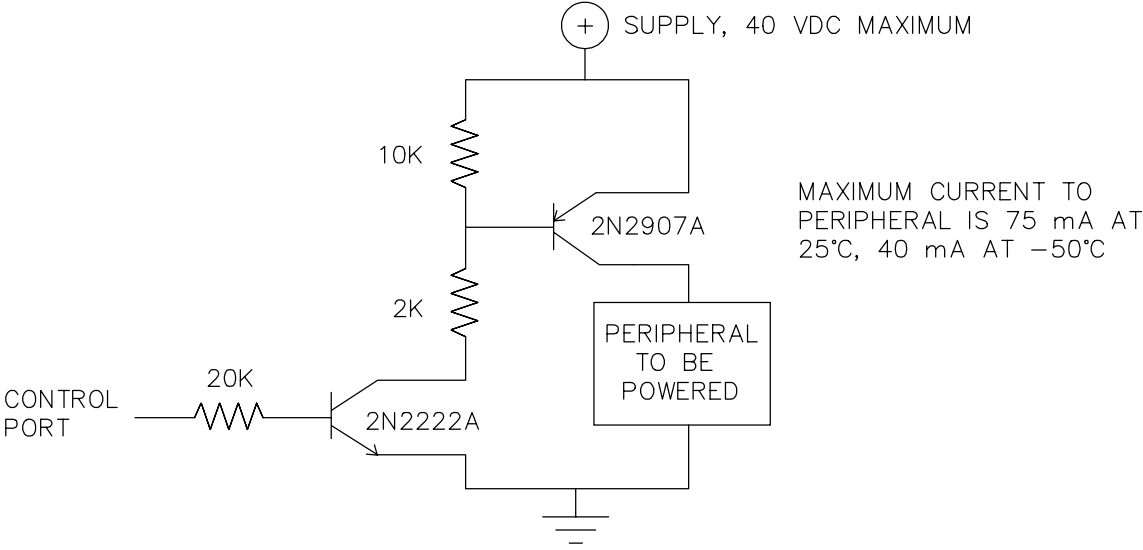 +
SUPPLY, 40 VDC MAXIMUM
10K
MAXIMUM CURRENT TO
PERIPHERAL IS 75 mA AT
25°C, 40 mA AT −50°C
2N2907A
2K
PERIPHERAL
TO BE
POWERED
20K
CONTROL
PORT
2N2222A